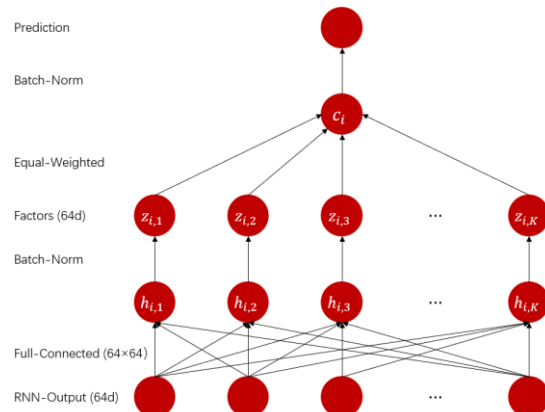 Prediction
Batch-Norm
c_i
Equal-Weighted
Factors (64d) z_{i,1} z_{i,2} z_{i,3} ... z_{i,K}
Batch-Norm
h_{i,1} h_{i,2} h_{i,3} ... h_{i,K}
Full-Connected (64×64)
RNN-Output (64d) ...